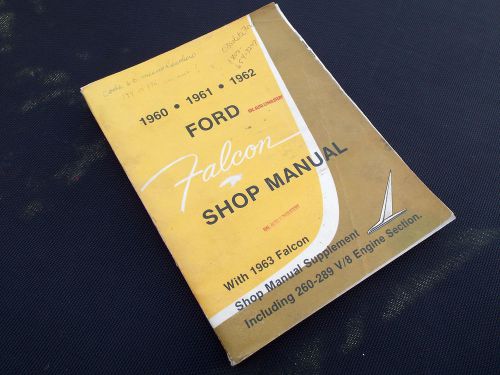 1960 • 1961 • 1962
FORD
Falcon
SHOP MANUAL
With 1963 Falcon
Shop Manual Supplement
Including 260-289 V/8 Engine Section.